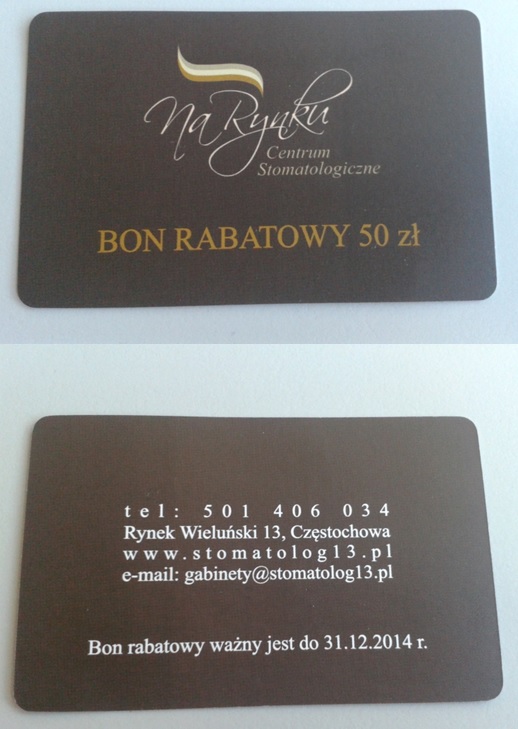 Na Rynku
Centrum
Stomatologiczne
BON RABATOWY 50 zł
tel: 501 406 034
Rynek Wieluński 13, Częstochowa
www.stomatolog13.pl
e-mail: gabinety@stomatolog13.pl
Bon rabatowy ważny jest do 31.12.2014 r.